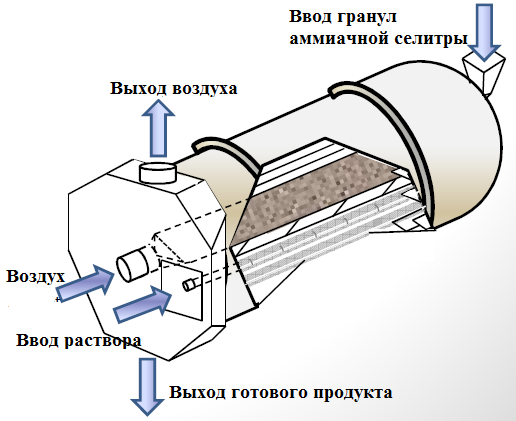 Ввод гранул
аммиачной селитры
Выход воздуха
Воздух
+
Ввод раствора
Выход готового продукта